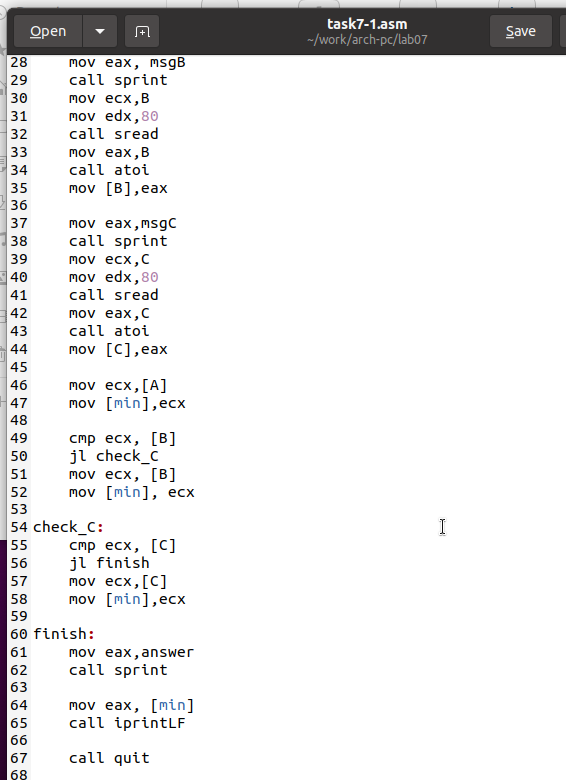 Open
task7-1.asm
~/work/arch-pc/lab07
Save
28 mov eax, msgB
29 call sprint
30 mov ecx,B
31 mov edx,80
32 call sread
33 mov eax,B
34 call atoi
35 mov [B],eax
36
37 mov eax,msgC
38 call sprint
39 mov ecx,C
40 mov edx,80
41 call sread
42 mov eax,C
43 call atoi
44 mov [C],eax
45
46 mov ecx,[A]
47 mov [min],ecx
48
49 cmp ecx, [B]
50 jl check_C
51 mov ecx, [B]
52 mov [min], ecx
53
54 check_C:
55 cmp ecx, [C]
56 jl finish
57 mov ecx,[C]
58 mov [min],ecx
59
60 finish:
61 mov eax,answer
62 call sprint
63
64 mov eax, [min]
65 call iprintLF
66
67 call quit
68